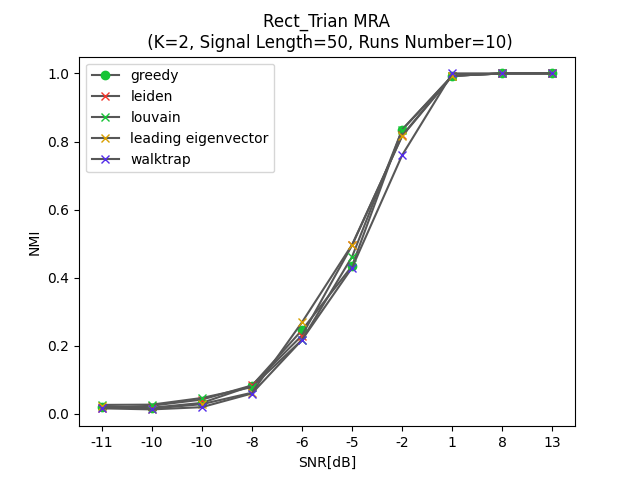 Rect_Trian MRA
(K=2, Signal Length=50, Runs Number=10)
greedy
leiden
louvain
leading eigenvector
walktrap
NMI
1.0
0.8
0.6
0.4
0.2
0.0
-11 -10 -10 -8 -6 -5 -2 1 8 13
SNR[dB]